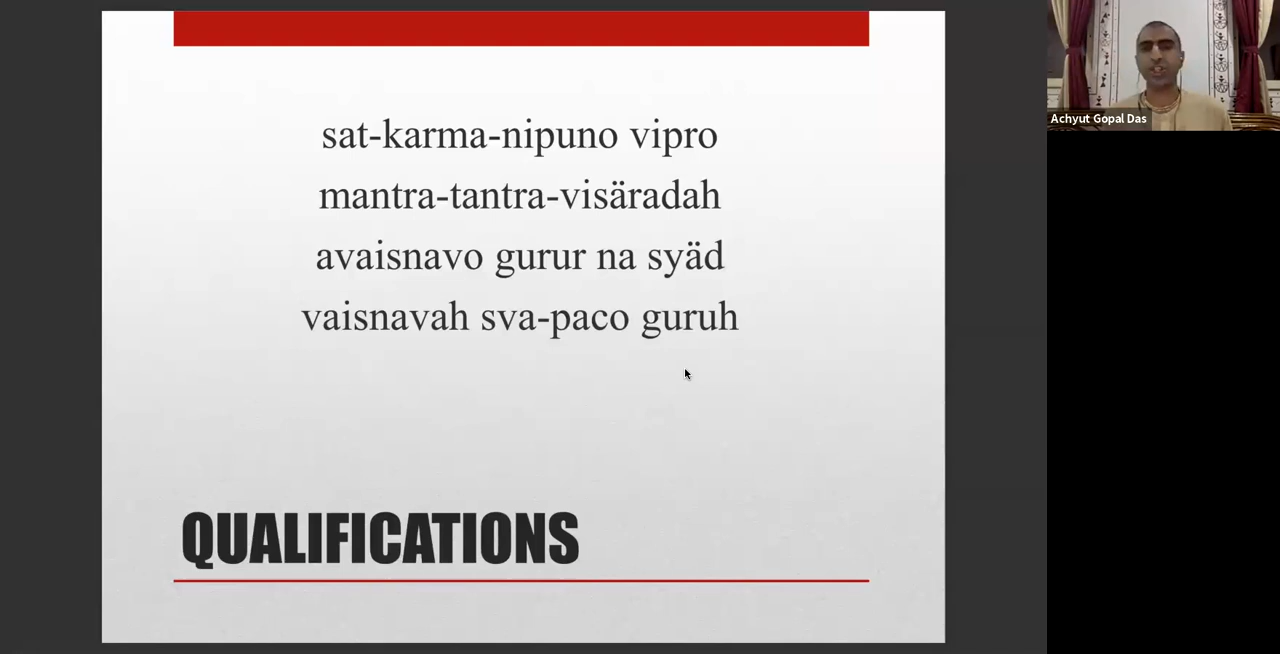 sat-karma-nipuno vipro
mantra-tantra-visäradah
avaisnavo gurur na syäd
vaisnavah sva-paco guruh
QUALIFICATIONS
Achyut Gopal Das